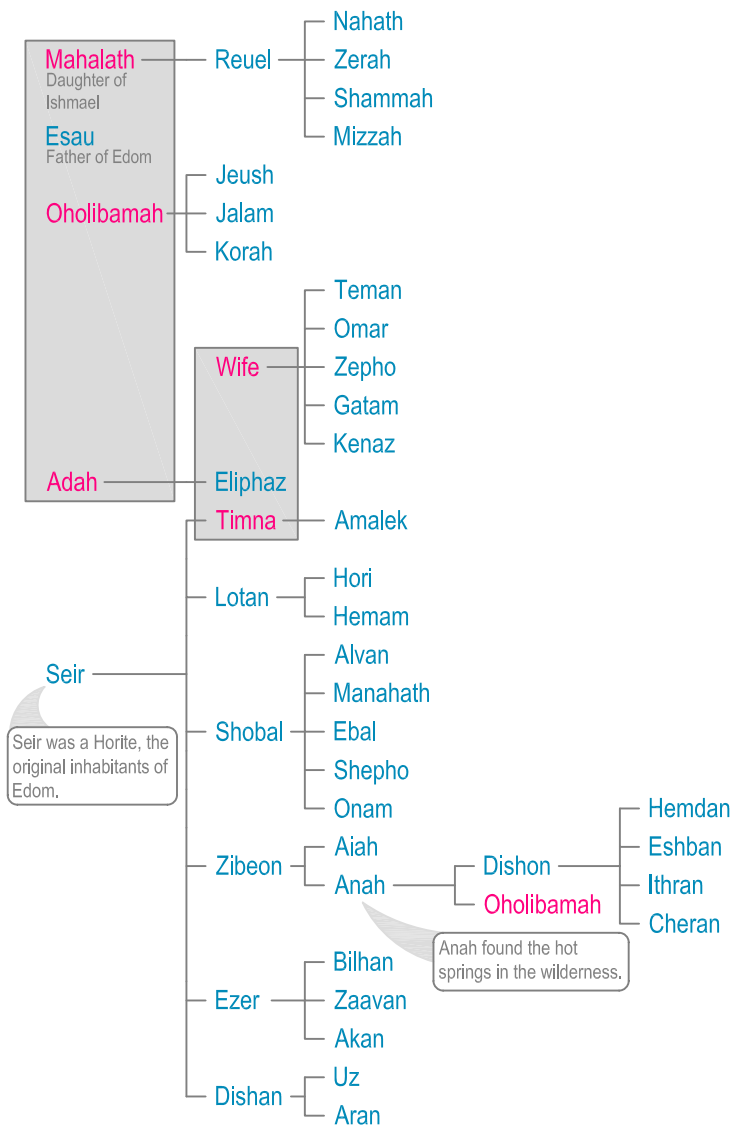 Nahath
Mahalath
Reuel
Zerah
Daughter of
Ishmael
Shammah
Esau
Mizzah
Father of Edom
Jeush
Oholibamah
Jalam
Korah
Teman
Omar
Wife
Zepho
Gatam
Kenaz
Adah
Eliphaz
Timna
Amalek
Hori
Lotan
Hemam
Alvan
Seir
Manahath
Seir was a Horite, the
original inhabitants of
Edom.
Shobal
Ebal
Shepho
Onam
Hemdan
Aiah
Eshban
Zibeon
Dishon
Anah
Ithran
Oholibamah
Cheran
Anah found the hot
springs in the wilderness.
Bilhan
Ezer
Zaavan
Akan
Uz
Dishan
Aran